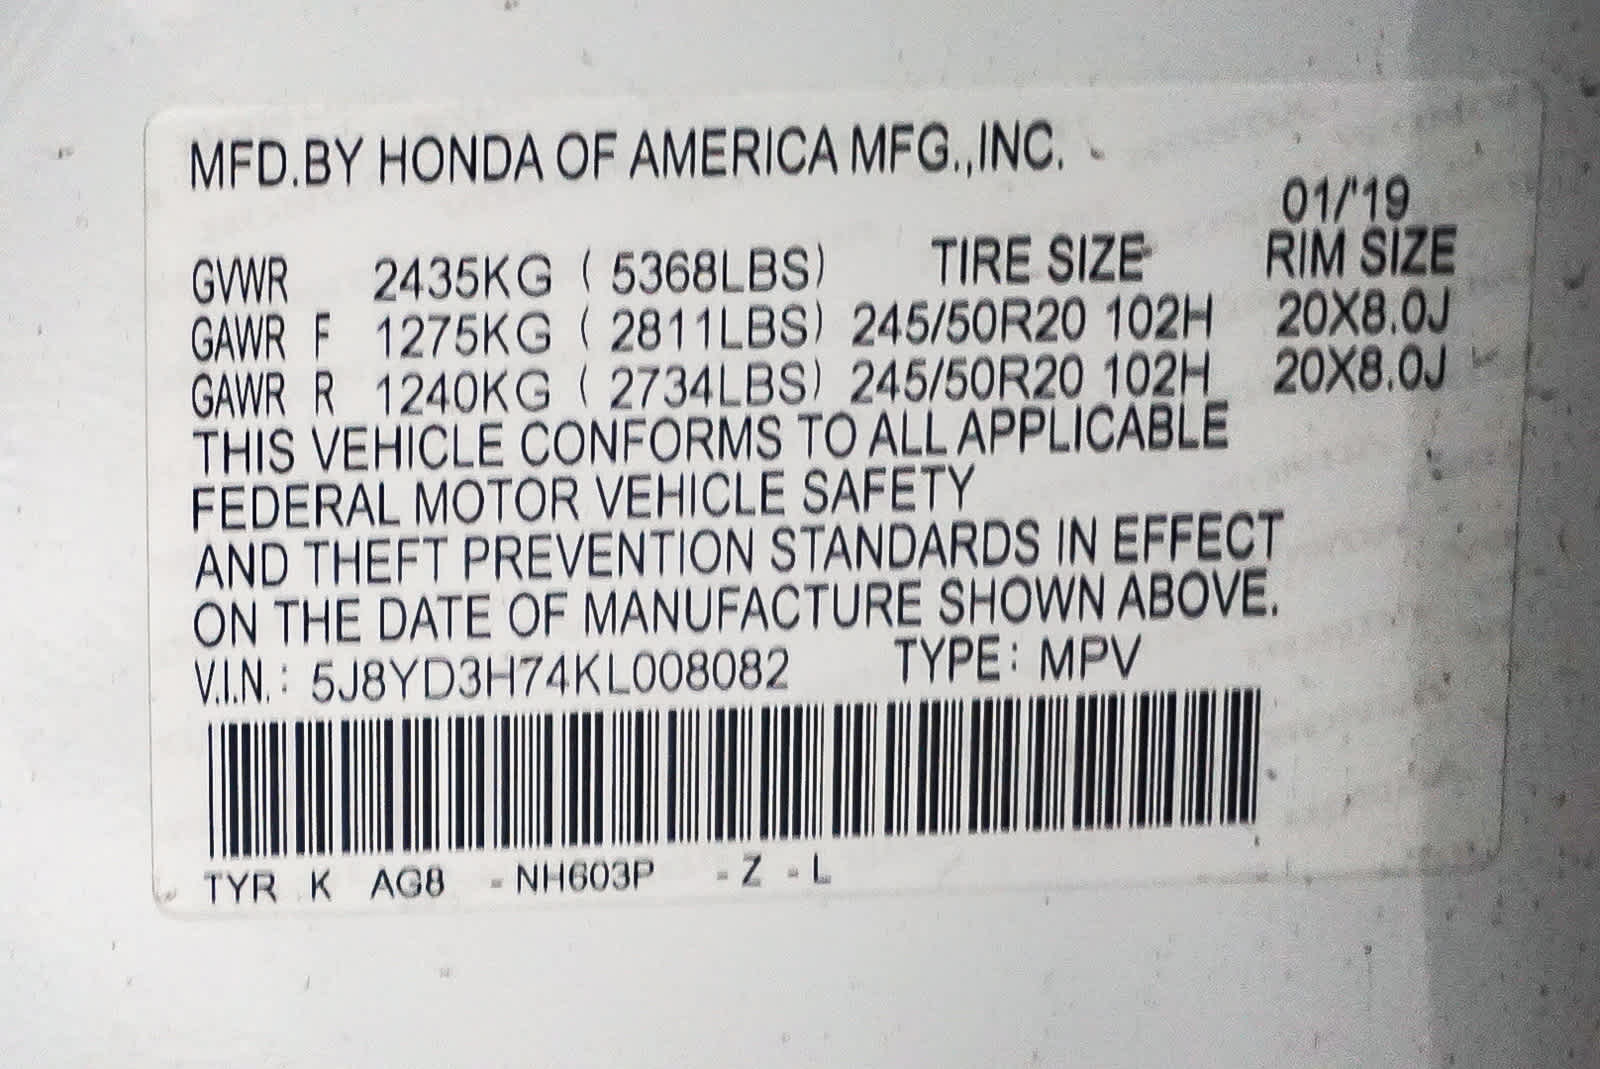 MFD.BY HONDA OF AMERICA MFG.,INC.
01/'19
GVWR 2435KG ( 5368LBS) TIRE SIZE RIM SIZE
GAWR F 1275KG ( 2811LBS) 245/50R20 102H 20X8.0J
GAWR R 1240KG ( 2734LBS) 245/50R20 102H 20X8.0J
THIS VEHICLE CONFORMS TO ALL APPLICABLE
FEDERAL MOTOR VEHICLE SAFETY
AND THEFT PREVENTION STANDARDS IN EFFECT
ON THE DATE OF MANUFACTURE SHOWN ABOVE.
V.I.N.: 5J8YD3H74KL008082 TYPE: MPV
TYR K AG8 - NH603P - Z - L